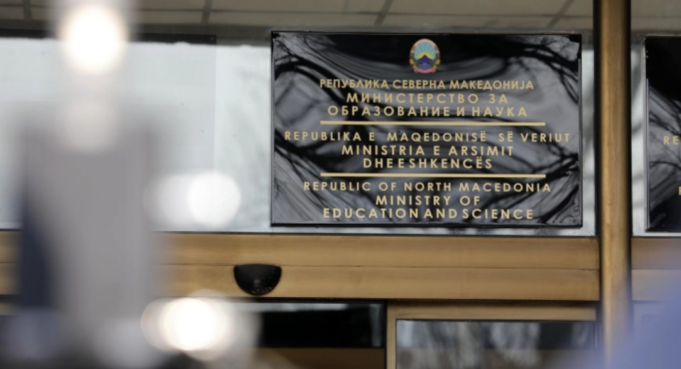 РЕПУБЛИКА СЕВЕРНА МАКЕДОНИЈА
МИНИСТЕРСТВО ЗА
ОБРАЗОВАНИЕ И НАУКА
REPUBLIKA E MAQEDONISË SË VERIUT
MINISTRIA E ARSIMIT
DHE ESHKENCËS
REPUBLIC OF NORTH MACEDONIA
MINISTRY OF
EDUCATION AND SCIENCE